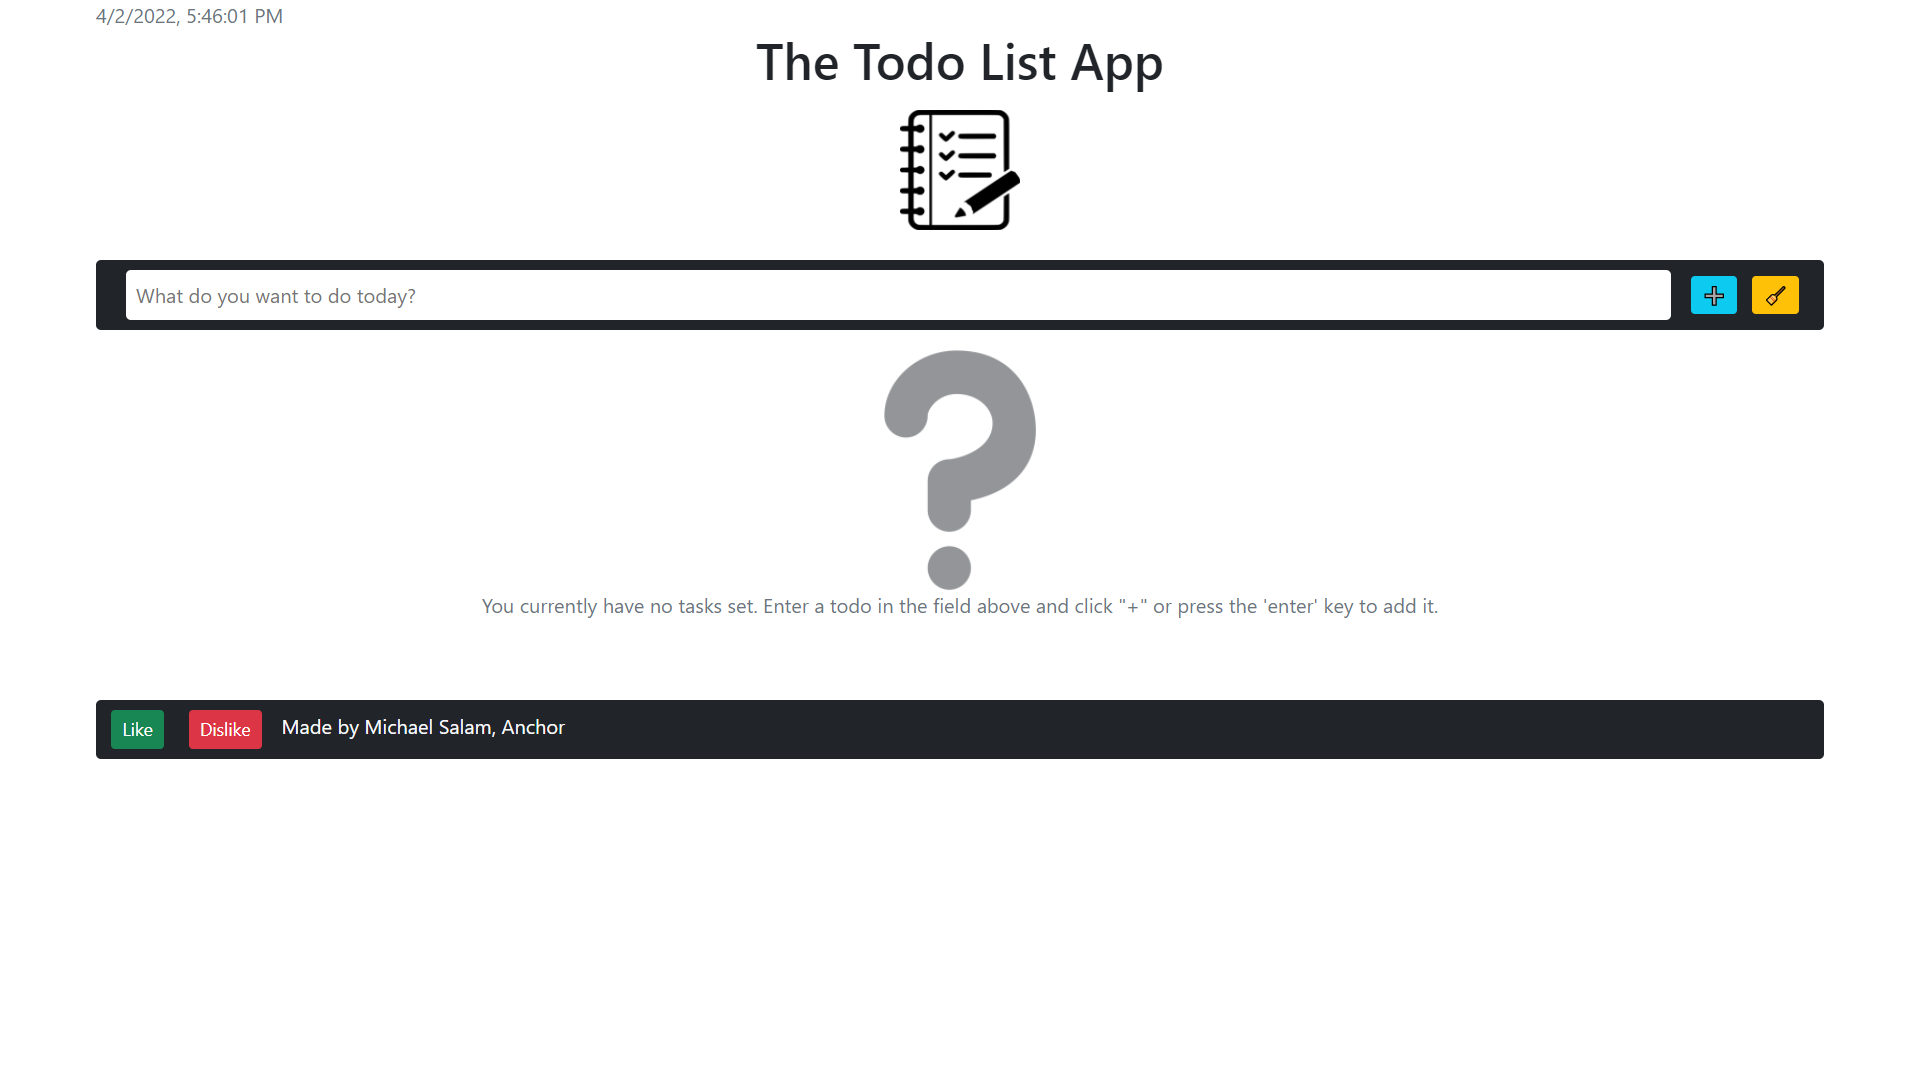 4/2/2022, 5:46:01 PM
The Todo List App
What do you want to do today?
You currently have no tasks set. Enter a todo in the field above and click "+" or press the 'enter' key to add it.
Like Dislike Made by Michael Salam, Anchor